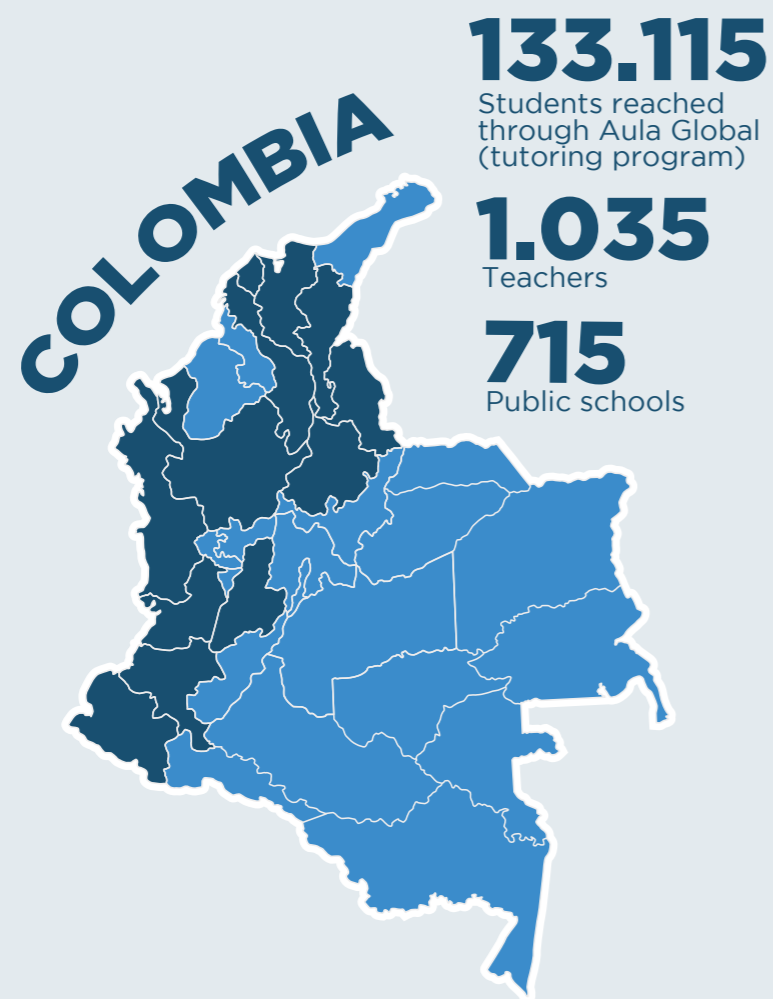 COLOMBIA
133.115
Students reached
through Aula Global
(tutoring program)
1.035
Teachers
715
Public schools